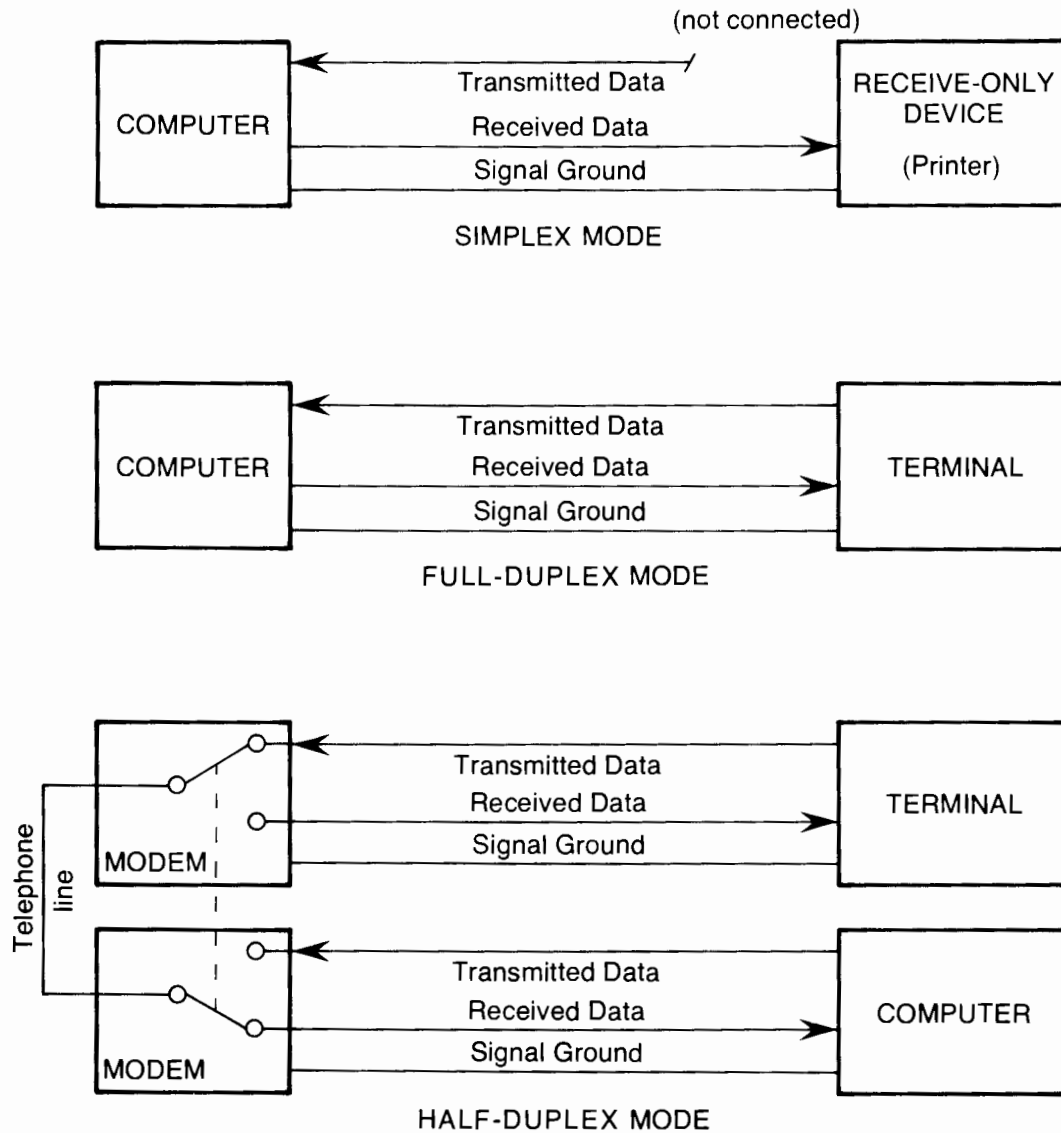 (not connected)
COMPUTER
Transmitted Data
Received Data
Signal Ground
RECEIVE-ONLY
DEVICE
(Printer)
SIMPLEX MODE
COMPUTER
Transmitted Data
Received Data
Signal Ground
TERMINAL
FULL-DUPLEX MODE
Telephone
line
MODEM
Transmitted Data
Received Data
Signal Ground
TERMINAL
MODEM
Transmitted Data
Received Data
Signal Ground
COMPUTER
HALF-DUPLEX MODE